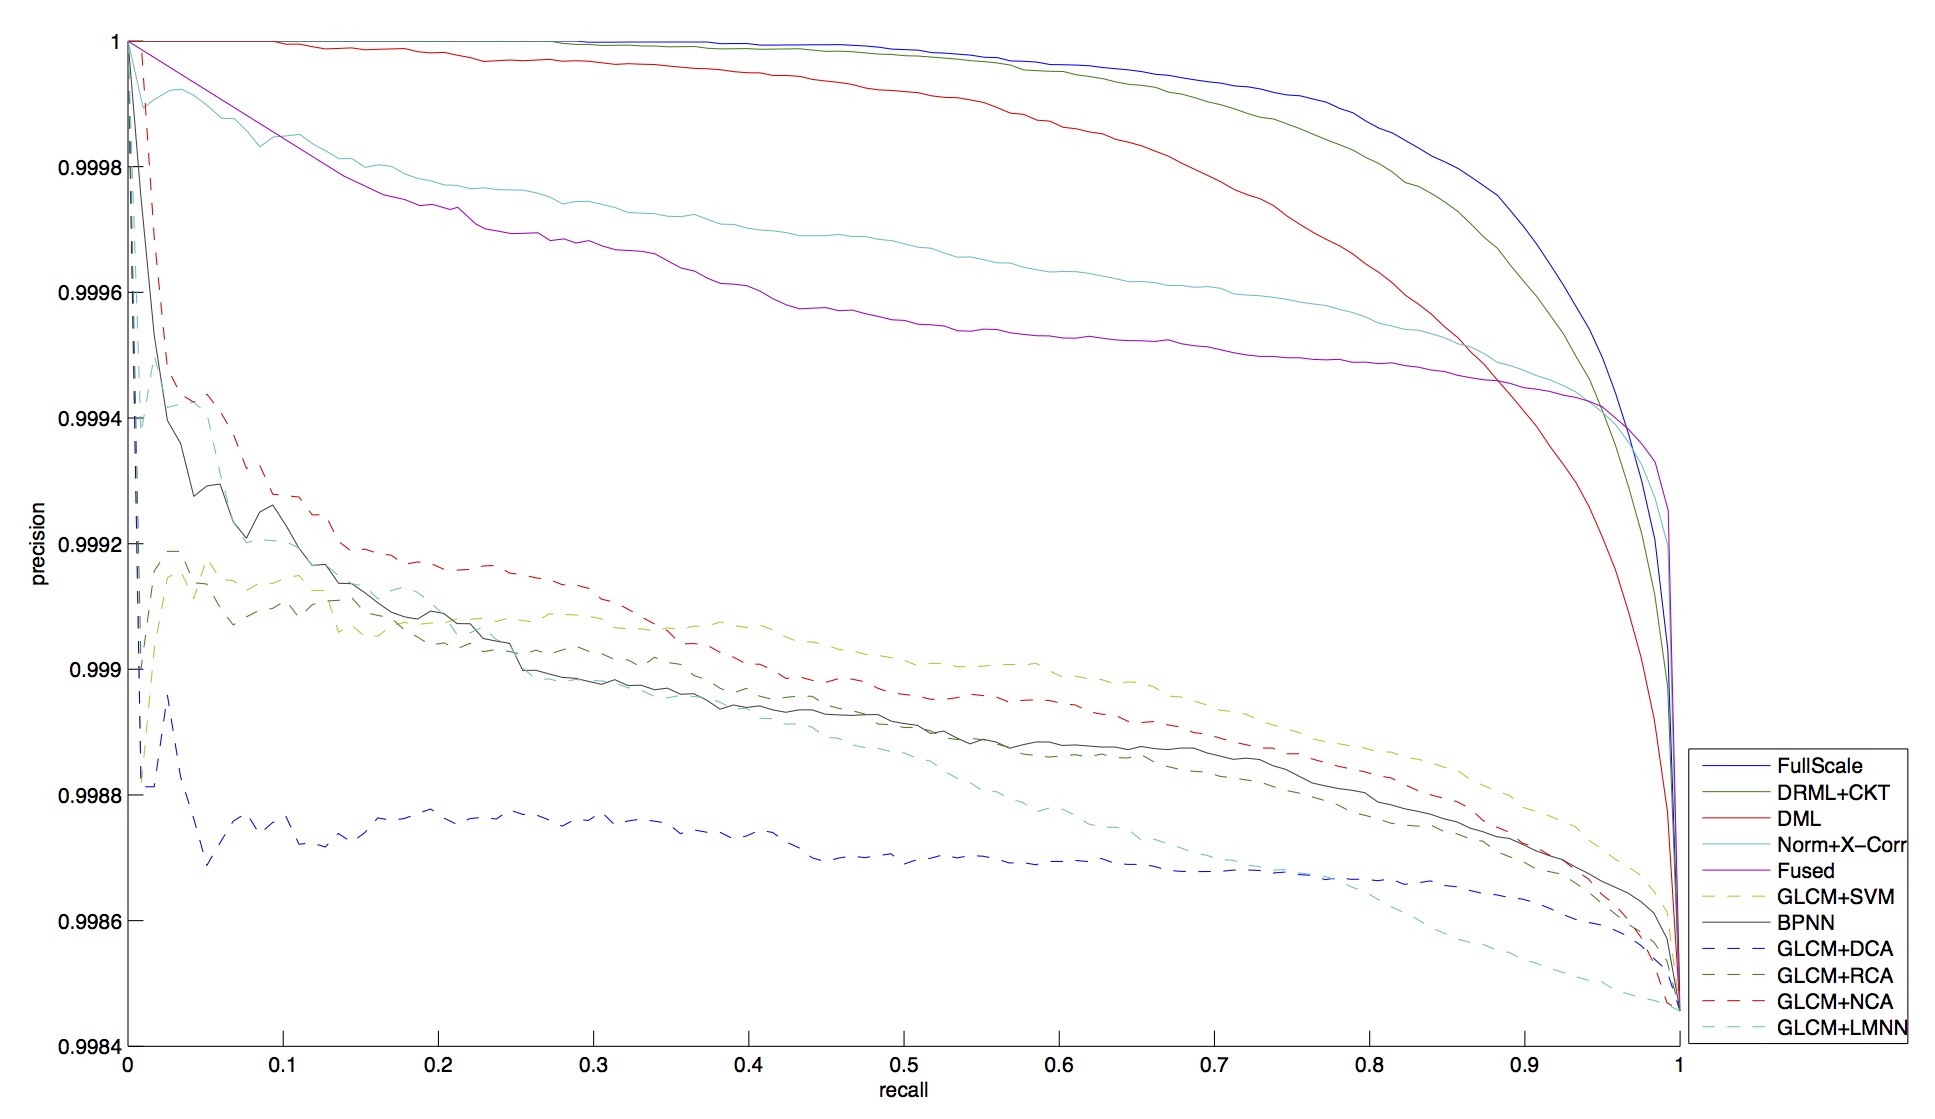 1
0.9998
0.9996
0.9994
0.9992
0.999
0.9988
0.9986
0.9984
precision
0 0.1 0.2 0.3 0.4 0.5 0.6 0.7 0.8 0.9 1
recall
FullScale
DRML+CKT
DML
Norm+X−Corr
Fused
GLCM+SVM
BPNN
GLCM+DCA
GLCM+RCA
GLCM+NCA
GLCM+LMNN